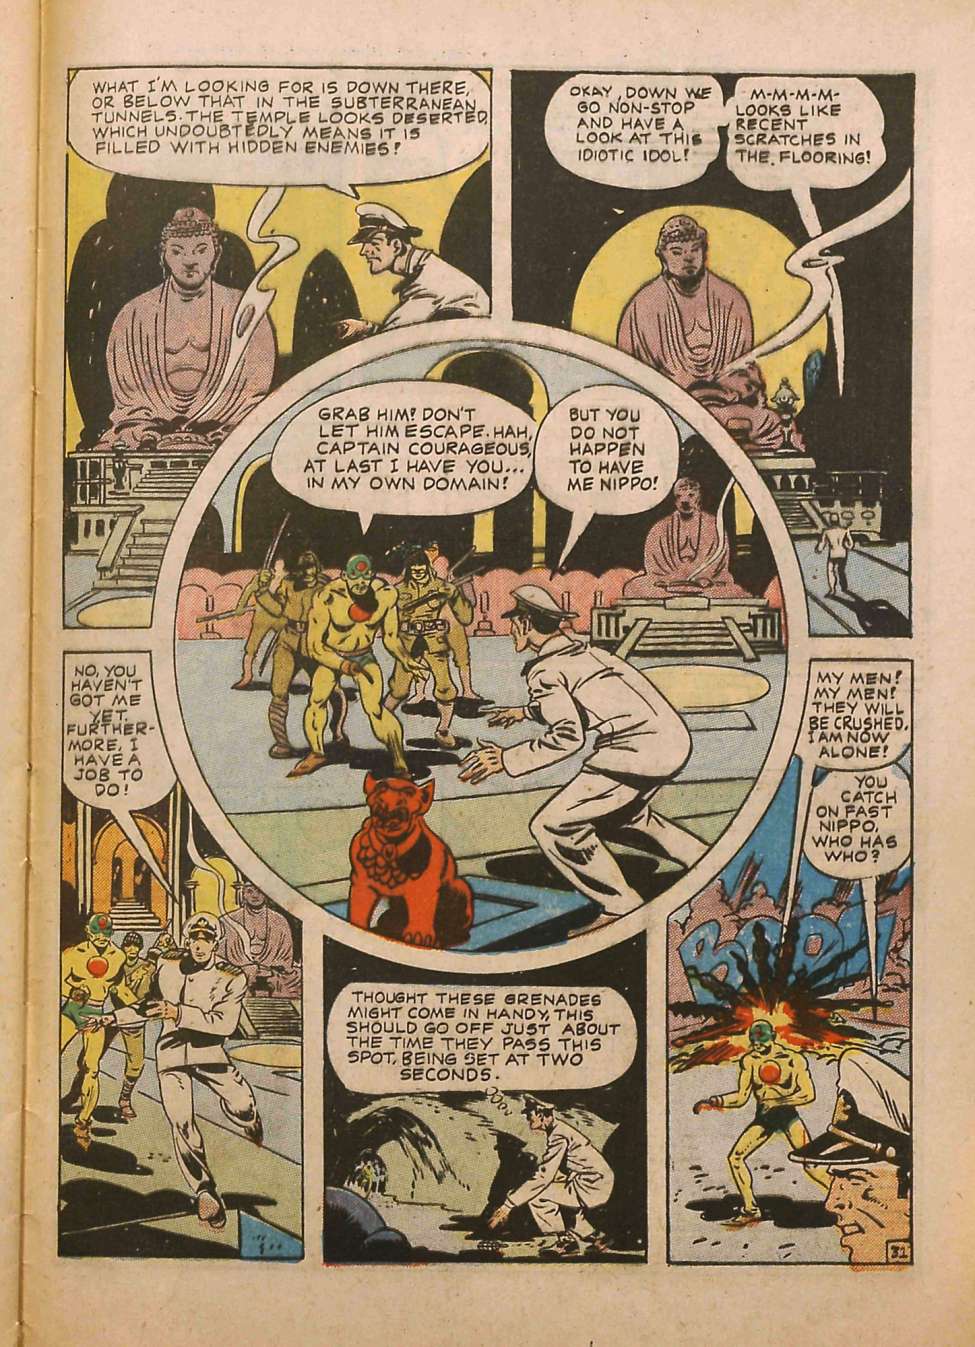 WHAT I'M LOOKING FOR IS DOWN THERE,
OR BELOW THAT IN THE SUBTERRANEAN
TUNNELS. THE TEMPLE LOOKS DESERTED,
WHICH UNDOUBTEDLY MEANS IT IS
FILLED WITH HIDDEN ENEMIES!
OKAY, DOWN WE
GO NON-STOP
AND HAVE A
LOOK AT THIS
IDIOTIC IDOL!
M-M-M-M-
LOOKS LIKE
RECENT
SCRATCHES IN
THE. FLOORING!
GRAB HIM! DON'T
LET HIM ESCAPE. HAH,
CAPTAIN COURAGEOUS,
AT LAST I HAVE YOU...
IN MY OWN DOMAIN!
BUT YOU
DO NOT
HAPPEN
TO HAVE
ME NIPPO!
NO, YOU
HAVEN'T
GOT ME
YET.
FURTHER-
MORE, I
HAVE A
JOB TO
DO!
THOUGHT THESE GRENADES
MIGHT COME IN HANDY, THIS
SHOULD GO OFF JUST ABOUT
THE TIME THEY PASS THIS
SPOT, BEING SET AT TWO
SECONDS.
MY MEN!
MY MEN!
THEY WILL
BE CRUSHED,
I AM NOW
ALONE!
YOU
CATCH
ON FAST
NIPPO,
WHO HAS
WHO?
BOOM
31